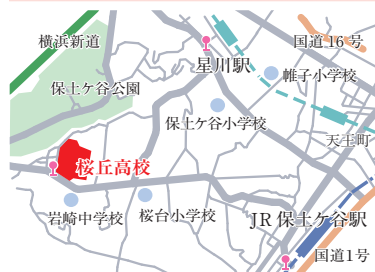 横浜新道
国道16号
星川駅
帷子小学校
保土ケ谷公園
保土ケ谷小学校
天王町
桜丘高校
岩崎中学校
桜台小学校
JR保土ケ谷駅
国道1号